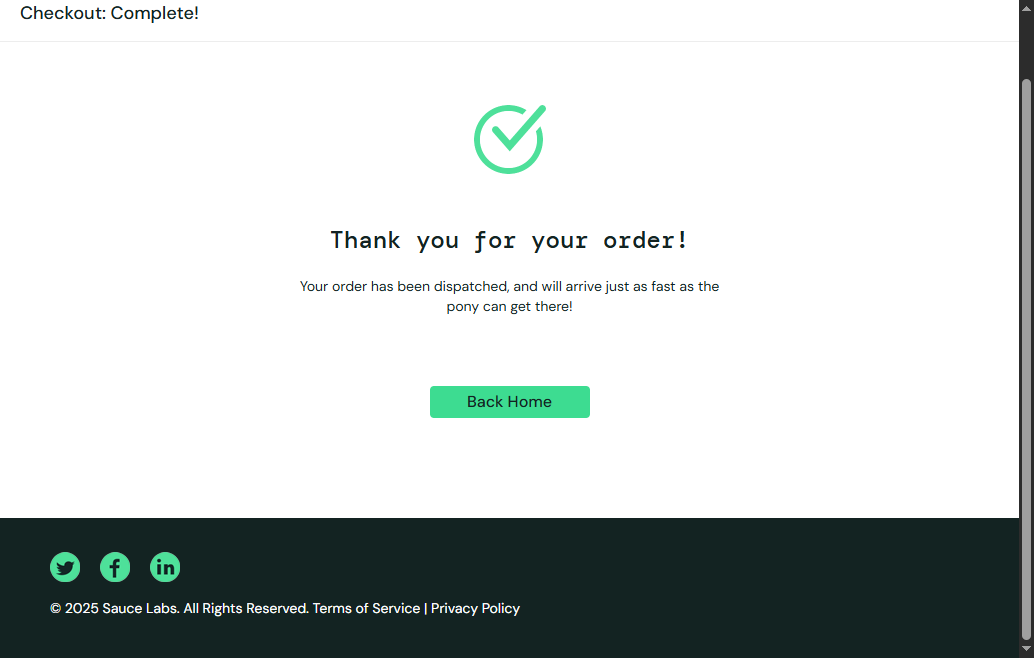 Checkout: Complete!
Thank you for your order!
Your order has been dispatched, and will arrive just as fast as the
pony can get there!
Back Home
© 2025 Sauce Labs. All Rights Reserved. Terms of Service | Privacy Policy